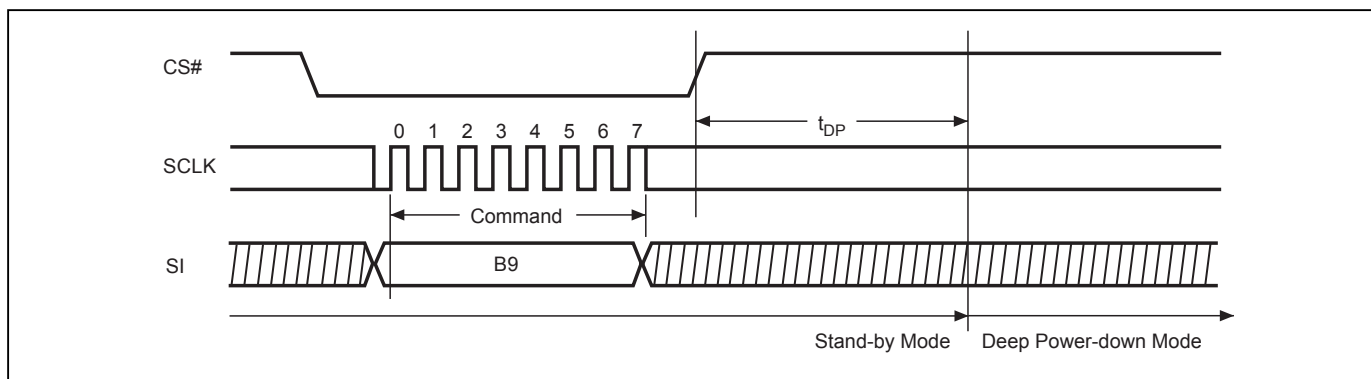 CS#
tDP
0 1 2 3 4 5 6 7
SCLK
Command
SI
B9
Stand-by Mode
Deep Power-down Mode